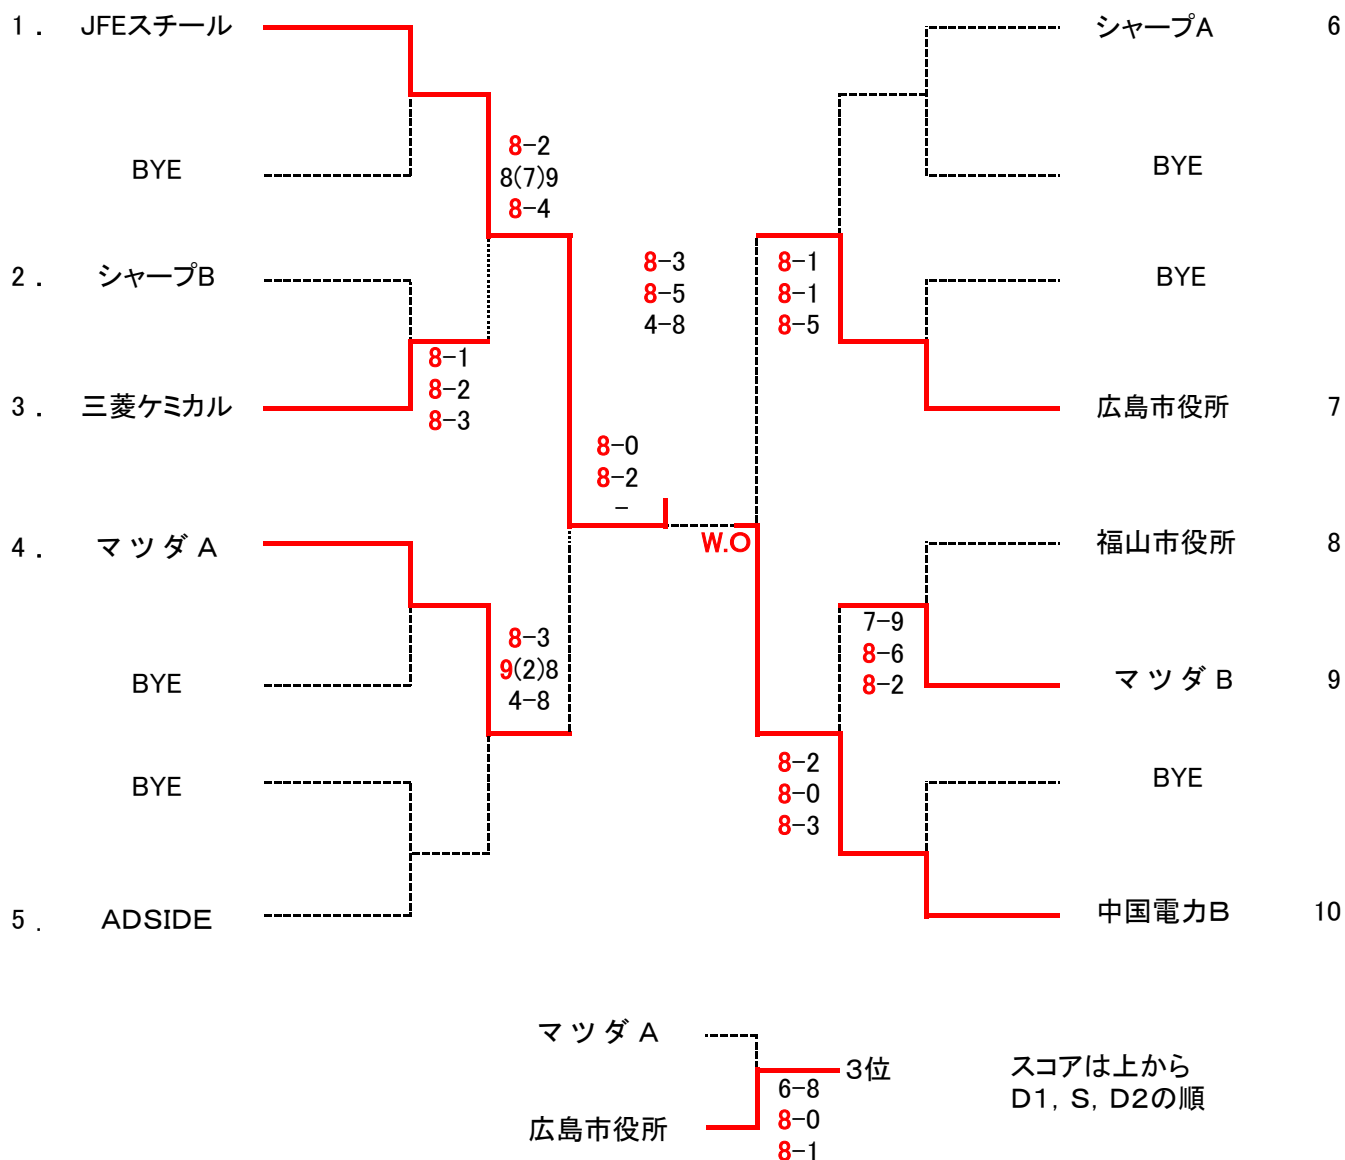 1 . JFEスチール
BYE
8-2
8(7)9
8-4
2 . シャープB
8-1
8-2
8-3
3 . 三菱ケミカル
8-0
8-2
-
4 . マツダA
BYE
8-3
9(2)8
4-8
BYE
5 . ADSIDE
8-3
8-5
4-8
W.O
シャープA 6
BYE
8-1
8-1
8-5
BYE
広島市役所 7
福山市役所 8
7-9
8-6
8-2
マツダB 9
8-2
8-0
8-3
BYE
中国電力B 10
マツダA
3位
6-8
8-0
8-1
広島市役所
スコアは上から
D1, S, D2の順